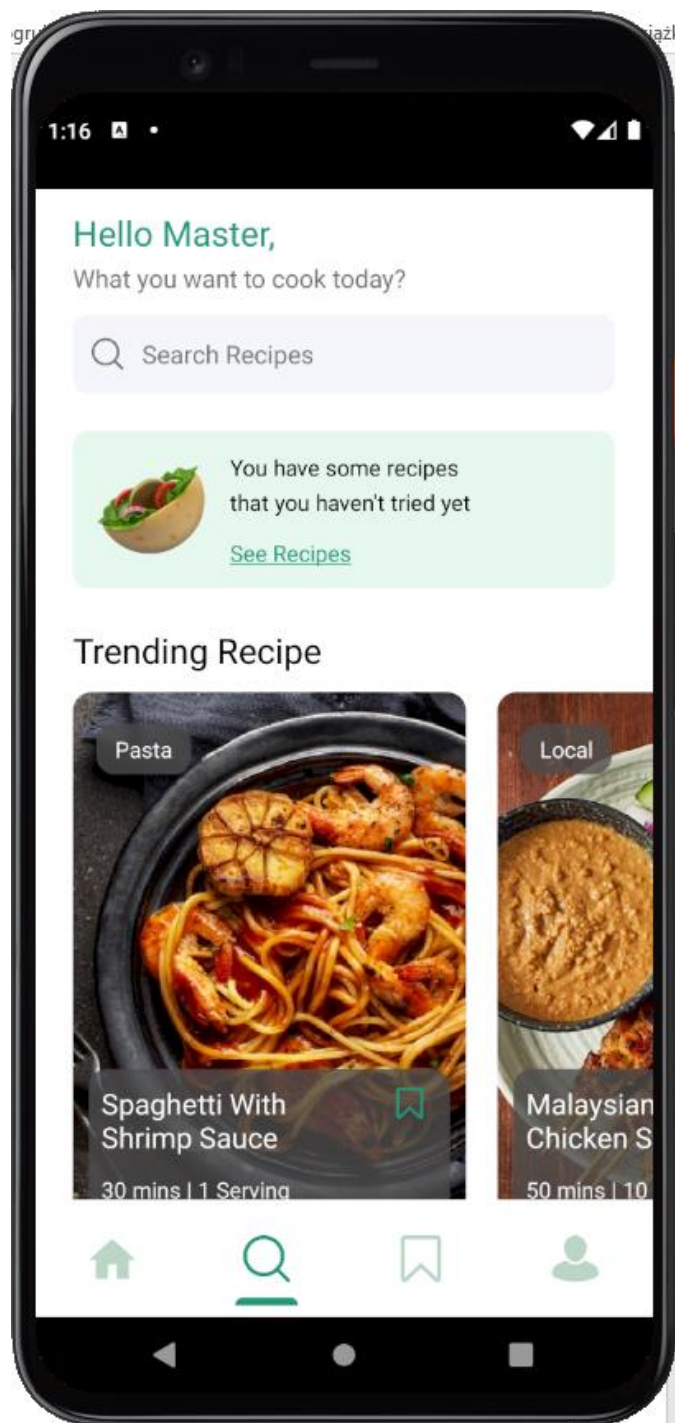 1:16
Hello Master,
What you want to cook today?
Search Recipes
You have some recipes
that you haven't tried yet
See Recipes
Trending Recipe
Pasta
Local
Spaghetti With
Shrimp Sauce
30 mins | 1 Serving
Malaysian
Chicken S
50 mins | 10